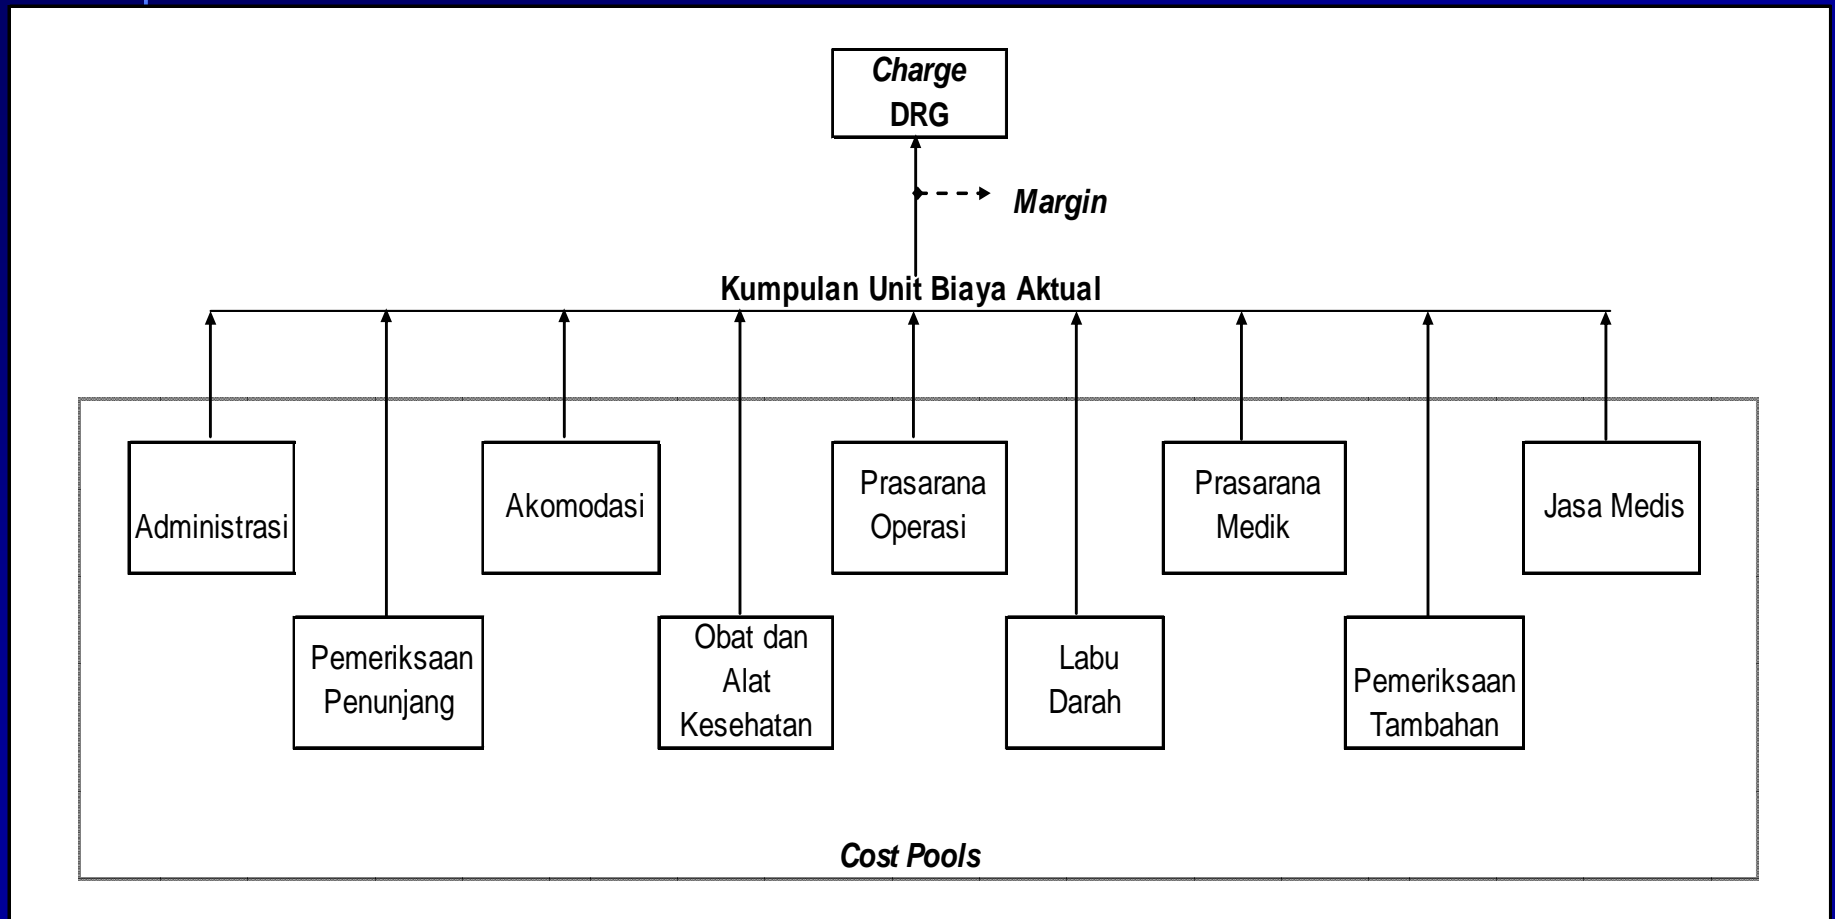 Charge
DRG
Margin
Kumpulan Unit Biaya Aktual
Administrasi
Akomodasi
Prasarana
Operasi
Prasarana
Medik
Jasa Medis
Pemeriksaan
Penunjang
Obat dan
Alat
Kesehatan
Labu
Darah
Pemeriksaan
Tambahan
Cost Pools